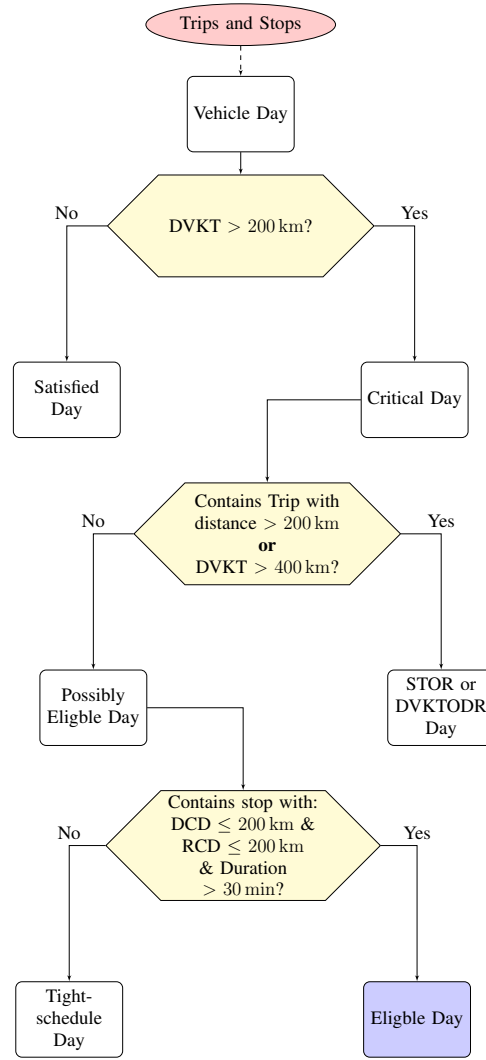 Trips and Stops
Vehicle Day
DVKT > 200 km?
No
Yes
Satisfied
Day
Critical Day
Contains Trip with
distance > 200 km
or
DVKT > 400 km?
No
Yes
Possibly
Eligble Day
STOR or
DVKTODR
Day
Contains stop with:
DCD ≤ 200 km &
RCD ≤ 200 km
& Duration
> 30 min?
No
Yes
Tight-
schedule
Day
Eligble Day